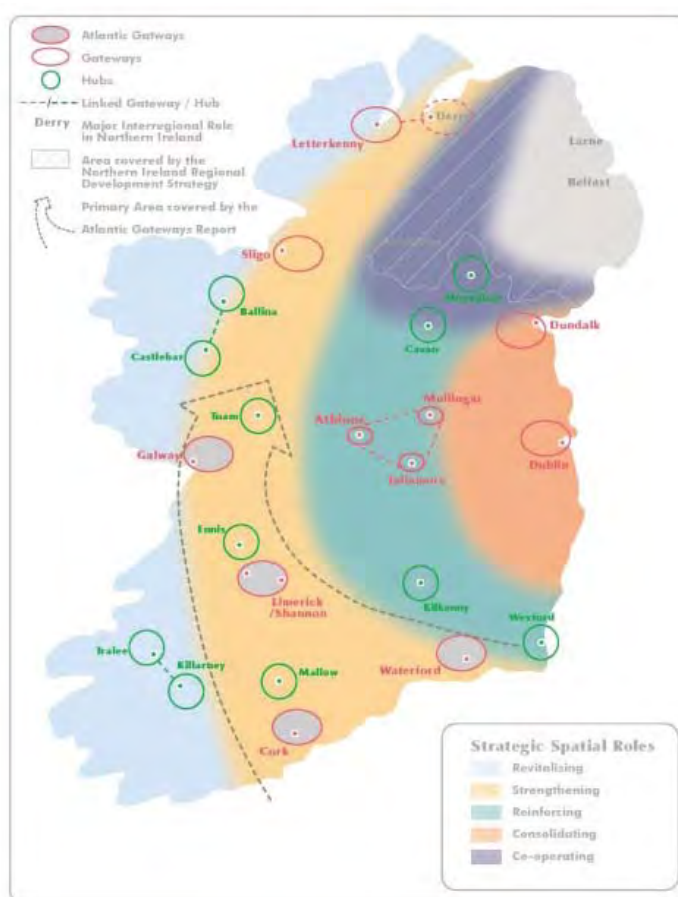 Atlantic Gatways
Gateways
Hubs
Linked Gateway / Hub
Derry
Major Interregional Role
in Northern Ireland
Area covered by the
Northern Ireland Regional
Development Strategy
Primary Area covered by the
Atlantic Gateways Report
Letterkenny
Derry
Larne
Belfast
Sligo
Ballina
Castlebar
Monaghan
Cavan
Dundalk
Tuam
Athlone
Mullingar
Tullamore
Galway
Dublin
Ennis
Limerick
/Shannon
Kilkenny
Wexford
Tralee
Killarney
Mallow
Waterford
Cork
Strategic Spatial Roles
Revitalising
Strengthening
Reinforcing
Consolidating
Co-operating